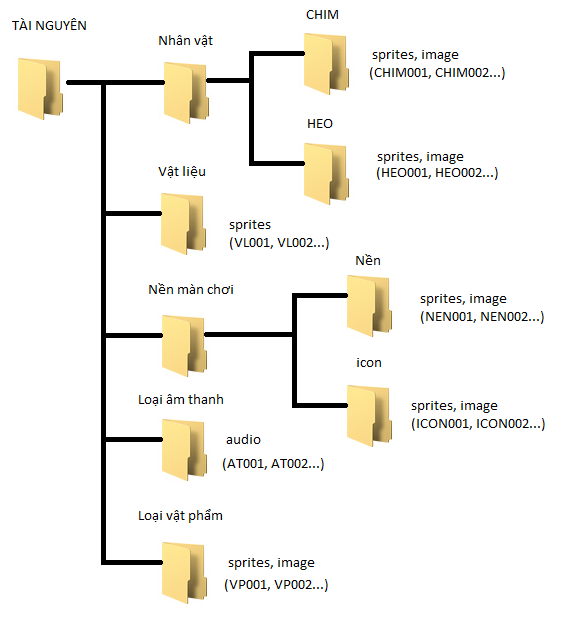 TÀI NGUYÊN
Nhân vật
CHIM
sprites, image
(CHIM001, CHIM002...)
HEO
sprites, image
(HEO001, HEO002...)
Vật liệu
sprites
(VL001, VL002...)
Nền màn chơi
Nền
sprites, image
(NEN001, NEN002...)
icon
sprites, image
(ICON001, ICON002...)
Loại âm thanh
audio
(AT001, AT002...)
Loại vật phẩm
sprites, image
(VP001, VP002...)